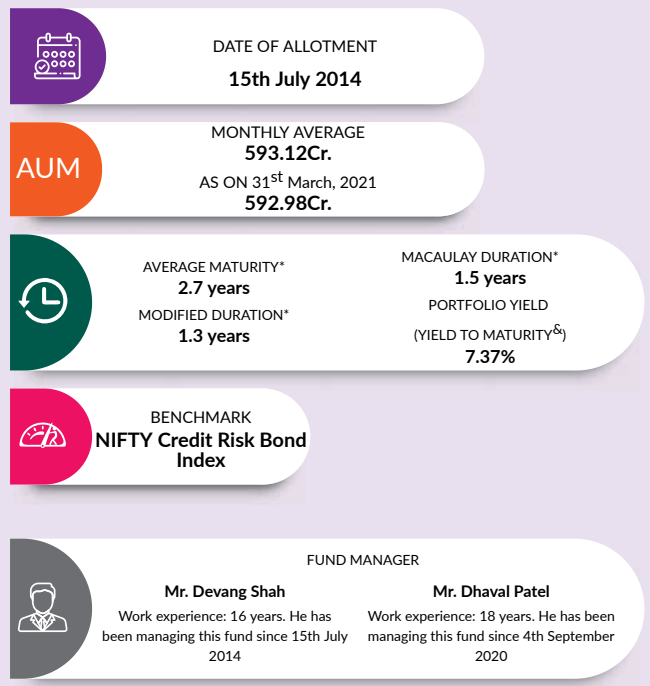 DATE OF ALLOTMENT
15th July 2014
AUM
MONTHLY AVERAGE
593.12Cr.
AS ON 31st March, 2021
592.98Cr.
AVERAGE MATURITY*
2.7 years
MODIFIED DURATION*
1.3 years
MACAULAY DURATION*
1.5 years
PORTFOLIO YIELD
(YIELD TO MATURITY&)
7.37%
BENCHMARK
NIFTY Credit Risk Bond
Index
FUND MANAGER
Mr. Devang Shah
Work experience: 16 years. He has
been managing this fund since 15th July
2014
Mr. Dhaval Patel
Work experience: 18 years. He has been
managing this fund since 4th September
2020